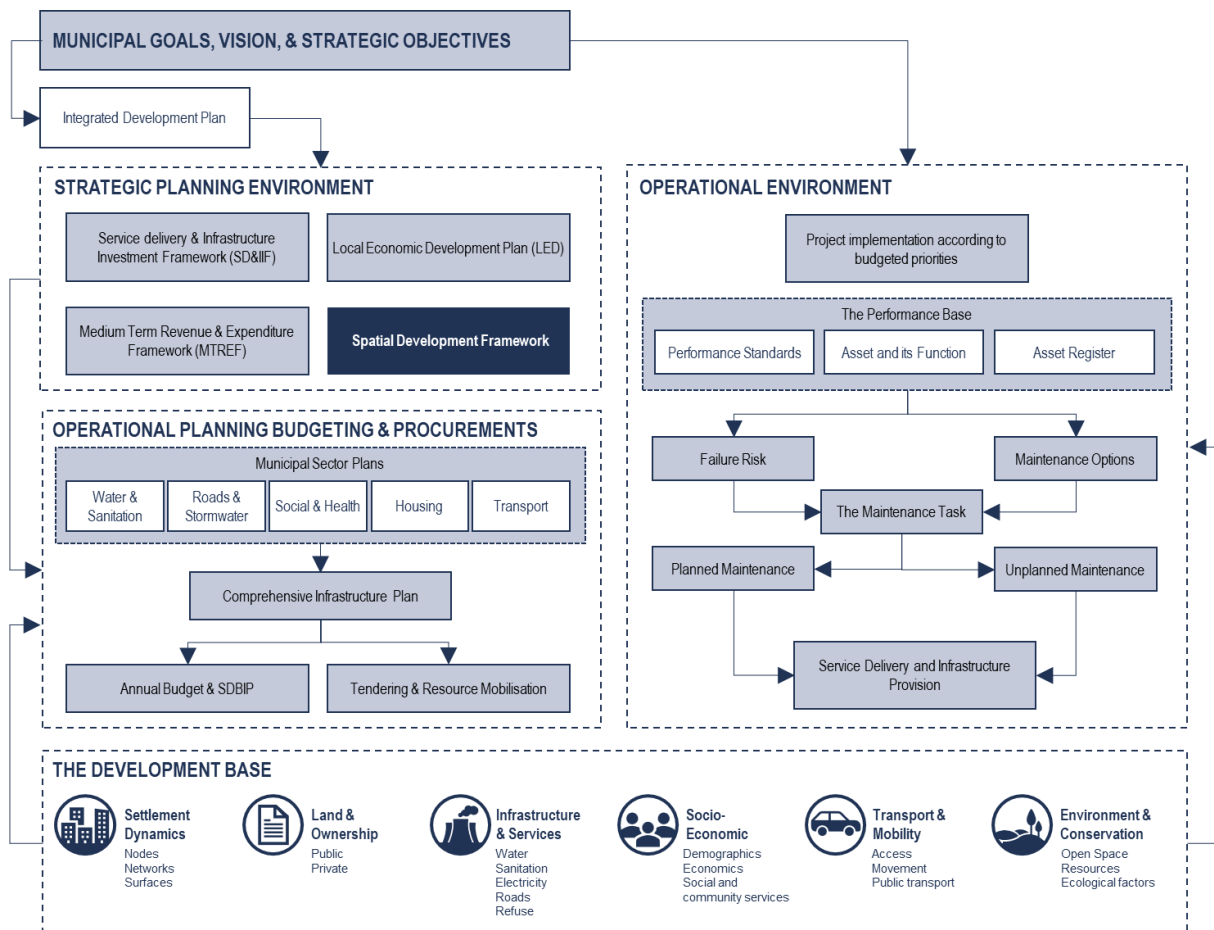 MUNICIPAL GOALS, VISION, & STRATEGIC OBJECTIVES
Integrated Development Plan
STRATEGIC PLANNING ENVIRONMENT
Service delivery & Infrastructure
Investment Framework (SD&IIF)
Local Economic Development Plan (LED)
Medium Term Revenue & Expenditure
Framework (MTREF)
Spatial Development Framework
OPERATIONAL PLANNING BUDGETING & PROCUREMENTS
Municipal Sector Plans
Water &
Sanitation
Roads &
Stormwater
Social & Health
Housing
Transport
Comprehensive Infrastructure Plan
Annual Budget & SDBIP
Tendering & Resource Mobilisation
OPERATIONAL ENVIRONMENT
Project implementation according to
budgeted priorities
The Performance Base
Performance Standards
Asset and its Function
Asset Register
Failure Risk
Maintenance Options
The Maintenance Task
Planned Maintenance
Unplanned Maintenance
Service Delivery and Infrastructure
Provision
THE DEVELOPMENT BASE
Settlement
Dynamics
Nodes
Networks
Surfaces
Land &
Ownership
Public
Private
Infrastructure
& Services
Water
Sanitation
Electricity
Roads
Refuse
Socio-
Economic
Demographics
Economics
Social and
community services
Transport &
Mobility
Access
Movement
Public transport
Environment &
Conservation
Open Space
Resources
Ecological factors